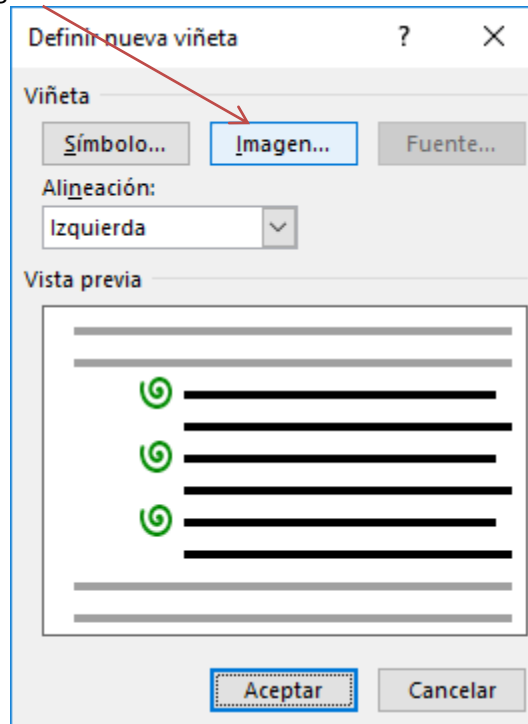 Definir nueva viñeta ? ✕
Viñeta
Símbolo... Imagen... Fuente...
Alineación:
Izquierda
Vista previa
Aceptar Cancelar